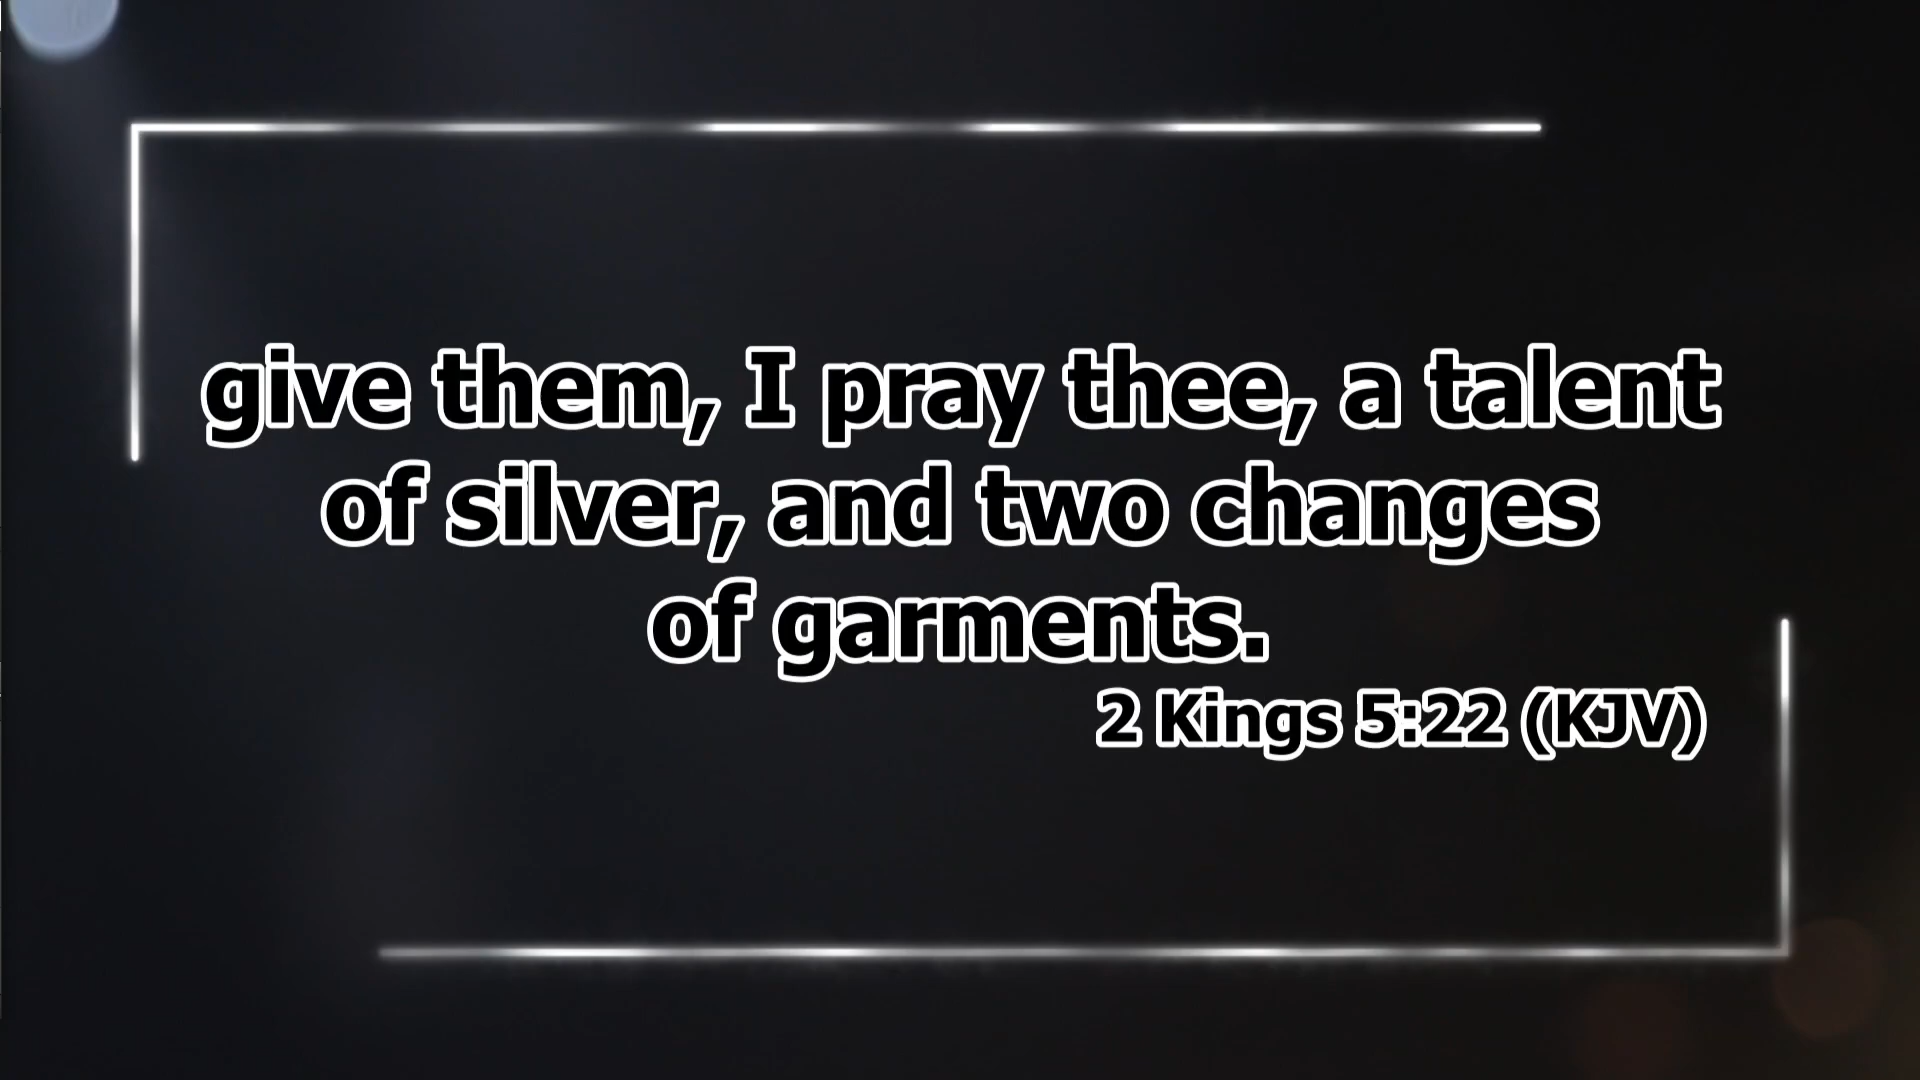 give them, I pray thee, a talent
of silver, and two changes
of garments.
2 Kings 5:22 (KJV)